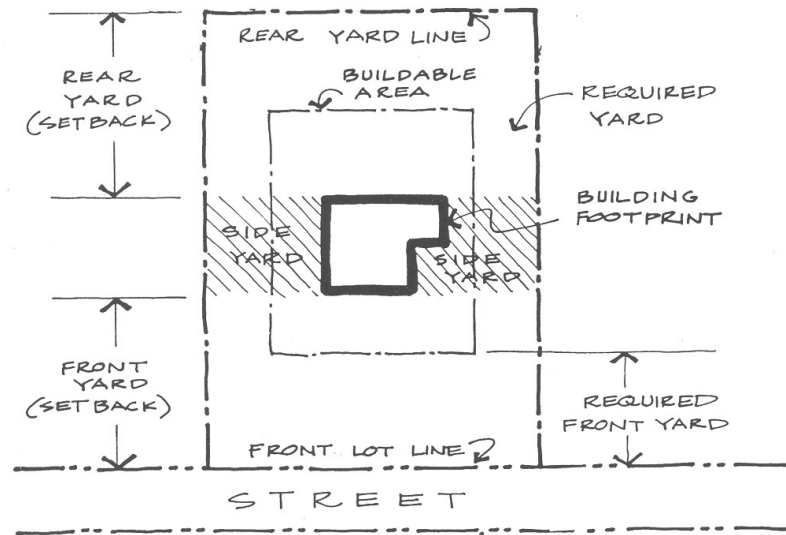 REAR YARD LINE
REAR
YARD
(SETBACK)
BUILDABLE
AREA
REQUIRED
YARD
BUILDING
FOOTPRINT
SIDE
YARD
SIDE
YARD
FRONT
YARD
(SETBACK)
REQUIRED
FRONT YARD
FRONT LOT LINE
STREET